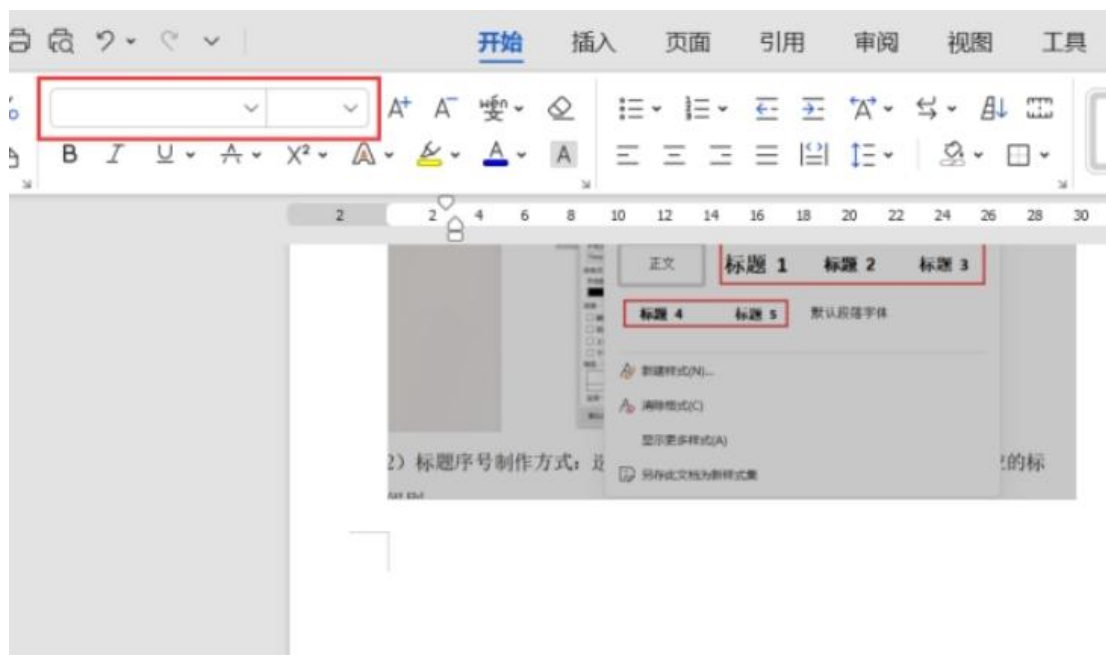 开始 插入 页面 引用 审阅 视图 工具
A+ A- wén
B I U A X² A A A
2 2 4 6 8 10 12 14 16 18 20 22 24 26 28 30
正文 标题 1 标题 2 标题 3
标题 4 标题 5 默认段落字体
新建样式(N)...
清除格式(C)
显示更多样式(A)
2）标题序号制作方式：
的标
另存此文档为新样式集